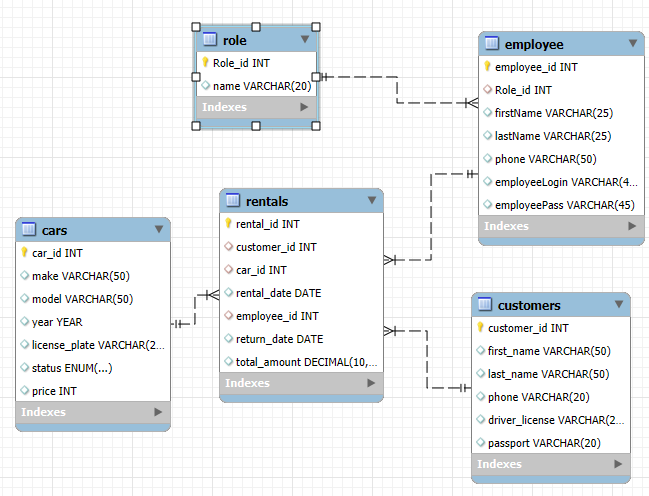 role
Role_id INT
name VARCHAR(20)
Indexes
employee
employee_id INT
Role_id INT
firstName VARCHAR(25)
lastName VARCHAR(25)
phone VARCHAR(50)
employeeLogin VARCHAR(4...
employeePass VARCHAR(45)
Indexes
rentals
rental_id INT
customer_id INT
car_id INT
rental_date DATE
employee_id INT
return_date DATE
total_amount DECIMAL(10,...
Indexes
cars
car_id INT
make VARCHAR(50)
model VARCHAR(50)
year YEAR
license_plate VARCHAR(2...
status ENUM(...)
price INT
Indexes
customers
customer_id INT
first_name VARCHAR(50)
last_name VARCHAR(50)
phone VARCHAR(20)
driver_license VARCHAR(2...
passport VARCHAR(20)
Indexes